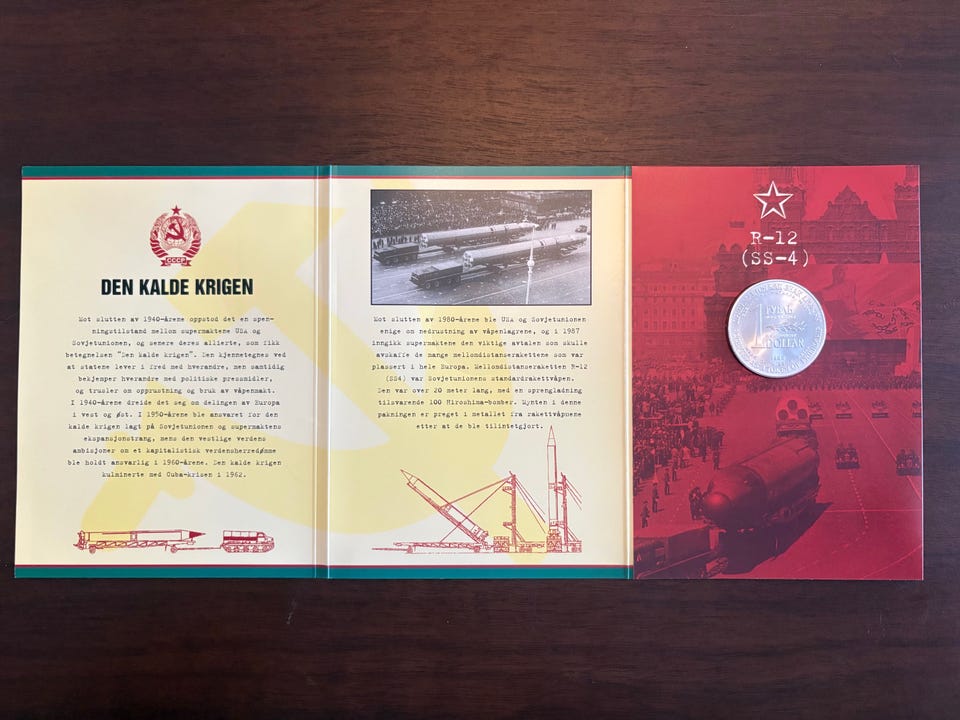 CCCP
DEN KALDE KRIGEN
Mot slutten av 1940-årene oppstod det en spen-
ningstilstand mellom supermaktene USA og
Sovjetunionen, og senere deres allierte, som fikk
betegnelsen "Den kalde krigen". Den kjennetegnes ved
at statene lever i fred med hverandre, men samtidig
bekjemper hverandre med politiske pressmidler,
og trusler om opprustning og bruk av våpenmakt.
I 1940-årene dreide det seg om delingen av Europa
i vest og øst. I 1950-årene ble ansvaret for den
kalde krigen lagt på Sovjetunionen og supermaktens
ekspansjonstrang, mens den vestlige verdens
ambisjoner om et kapitalistisk verdensherredømme
ble holdt ansvarlig i 1960-årene. Den kalde krigen
kulminerte med Cuba-krisen i 1962.
Mot slutten av 1980-årene ble USA og Sovjetunionen
enige om nedrustning av våpenlagrene, og i 1987
inngikk supermaktene den viktige avtalen som skulle
avskaffe de mange mellomdistanserakettene som var
plassert i hele Europa. Mellomdistanseraketten R-12
(SS4) var Sovjetunionens standardrakettvåpen.
Den var over 20 meter lang, med en sprengladning
tilsvarende 100 Hiroshima-bomber. Mynten i denne
pakningen er preget i metallet fra rakettvåpnene
etter at de ble tilintetgjort.
R-12
(SS-4)
1
DOLLAR